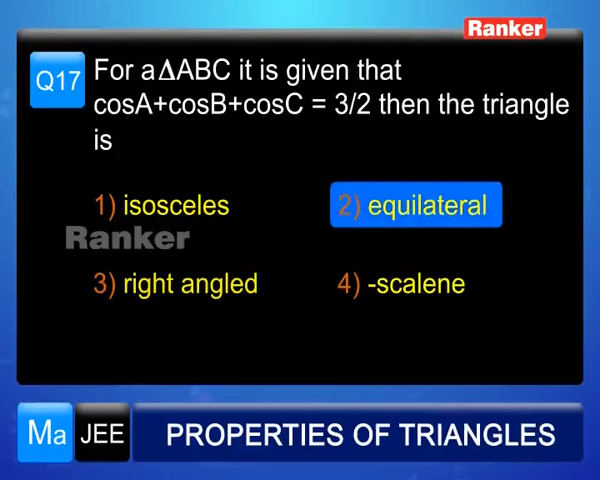 Ranker
Q17
For a ΔABC it is given that
cosA+cosB+cosC = 3/2 then the triangle
is
1) isosceles
2) equilateral
Ranker
3) right angled
4) -scalene
Ma
JEE
PROPERTIES OF TRIANGLES